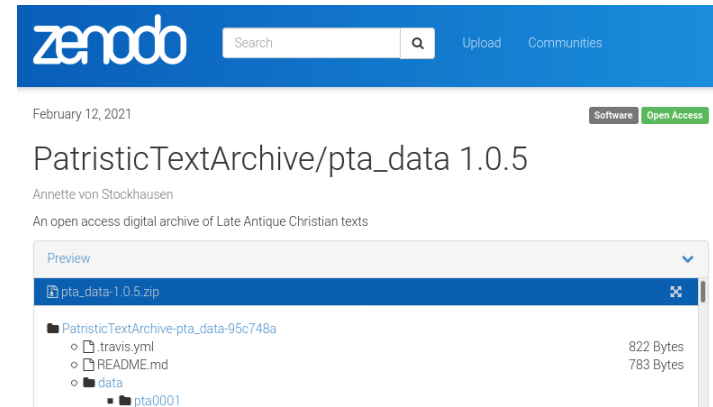 zenodo
Search
Upload Communities
February 12, 2021
Software Open Access
PatristicTextArchive/pta_data 1.0.5
Annette von Stockhausen
An open access digital archive of Late Antique Christian texts
Preview
pta_data-1.0.5.zip
PatristicTextArchive-pta_data-95c748a
.travis.yml 822 Bytes
README.md 783 Bytes
data
pta0001